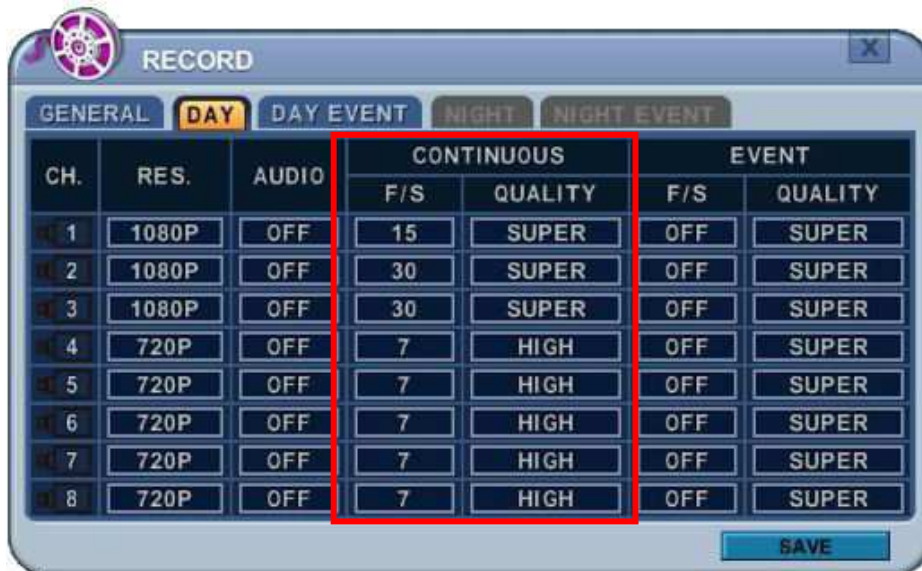 RECORD X
GENERAL DAY DAY EVENT NIGHT NIGHT EVENT
CH. RES. AUDIO CONTINUOUS EVENT
F/S QUALITY F/S QUALITY
1 1080P OFF 15 SUPER OFF SUPER
2 1080P OFF 30 SUPER OFF SUPER
3 1080P OFF 30 SUPER OFF SUPER
4 720P OFF 7 HIGH OFF SUPER
5 720P OFF 7 HIGH OFF SUPER
6 720P OFF 7 HIGH OFF SUPER
7 720P OFF 7 HIGH OFF SUPER
8 720P OFF 7 HIGH OFF SUPER
SAVE